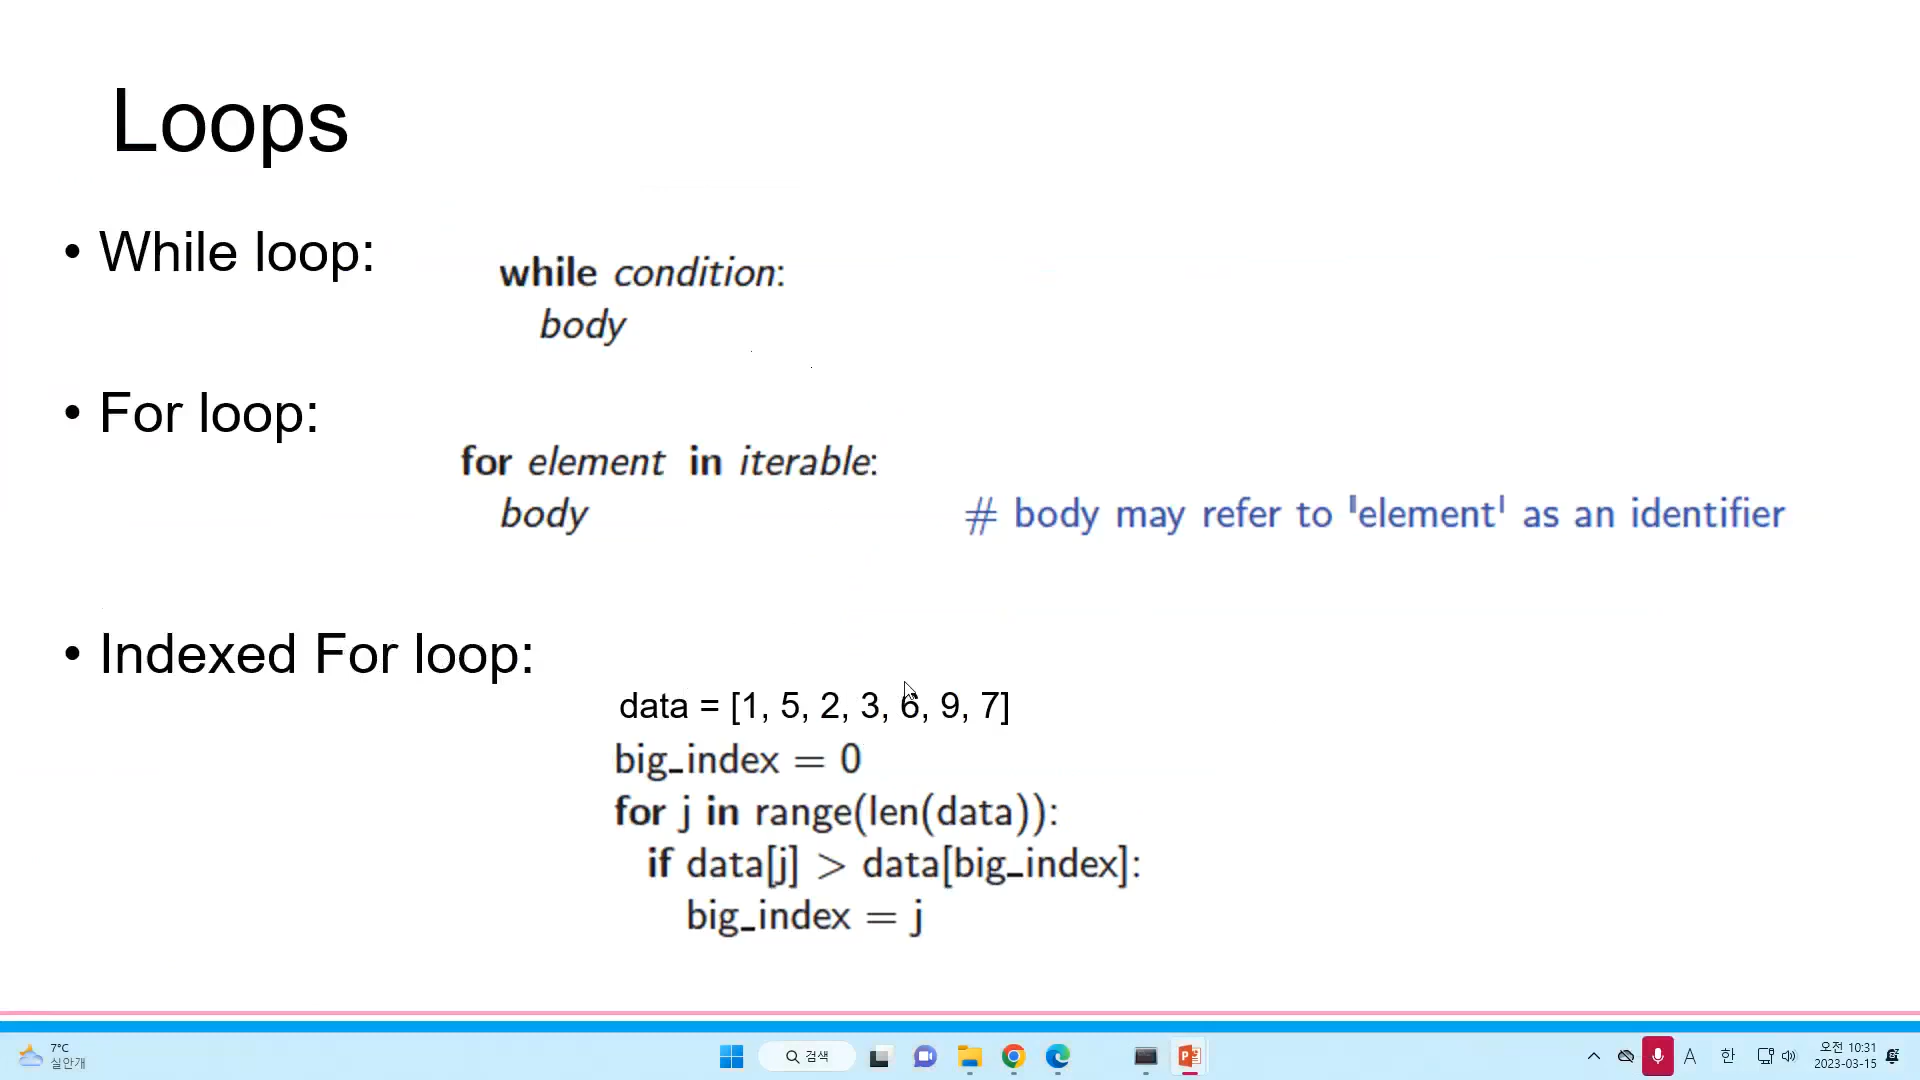 Loops
• While loop:
while condition:
body
• For loop:
for element in iterable:
body
# body may refer to 'element' as an identifier
• Indexed For loop:
data = [1, 5, 2, 3, 6, 9, 7]
big_index = 0
for j in range(len(data)):
if data[j] > data[big_index]:
big_index = j
7°C
실안개
검색
A
한
오전 10:31
2023-03-15